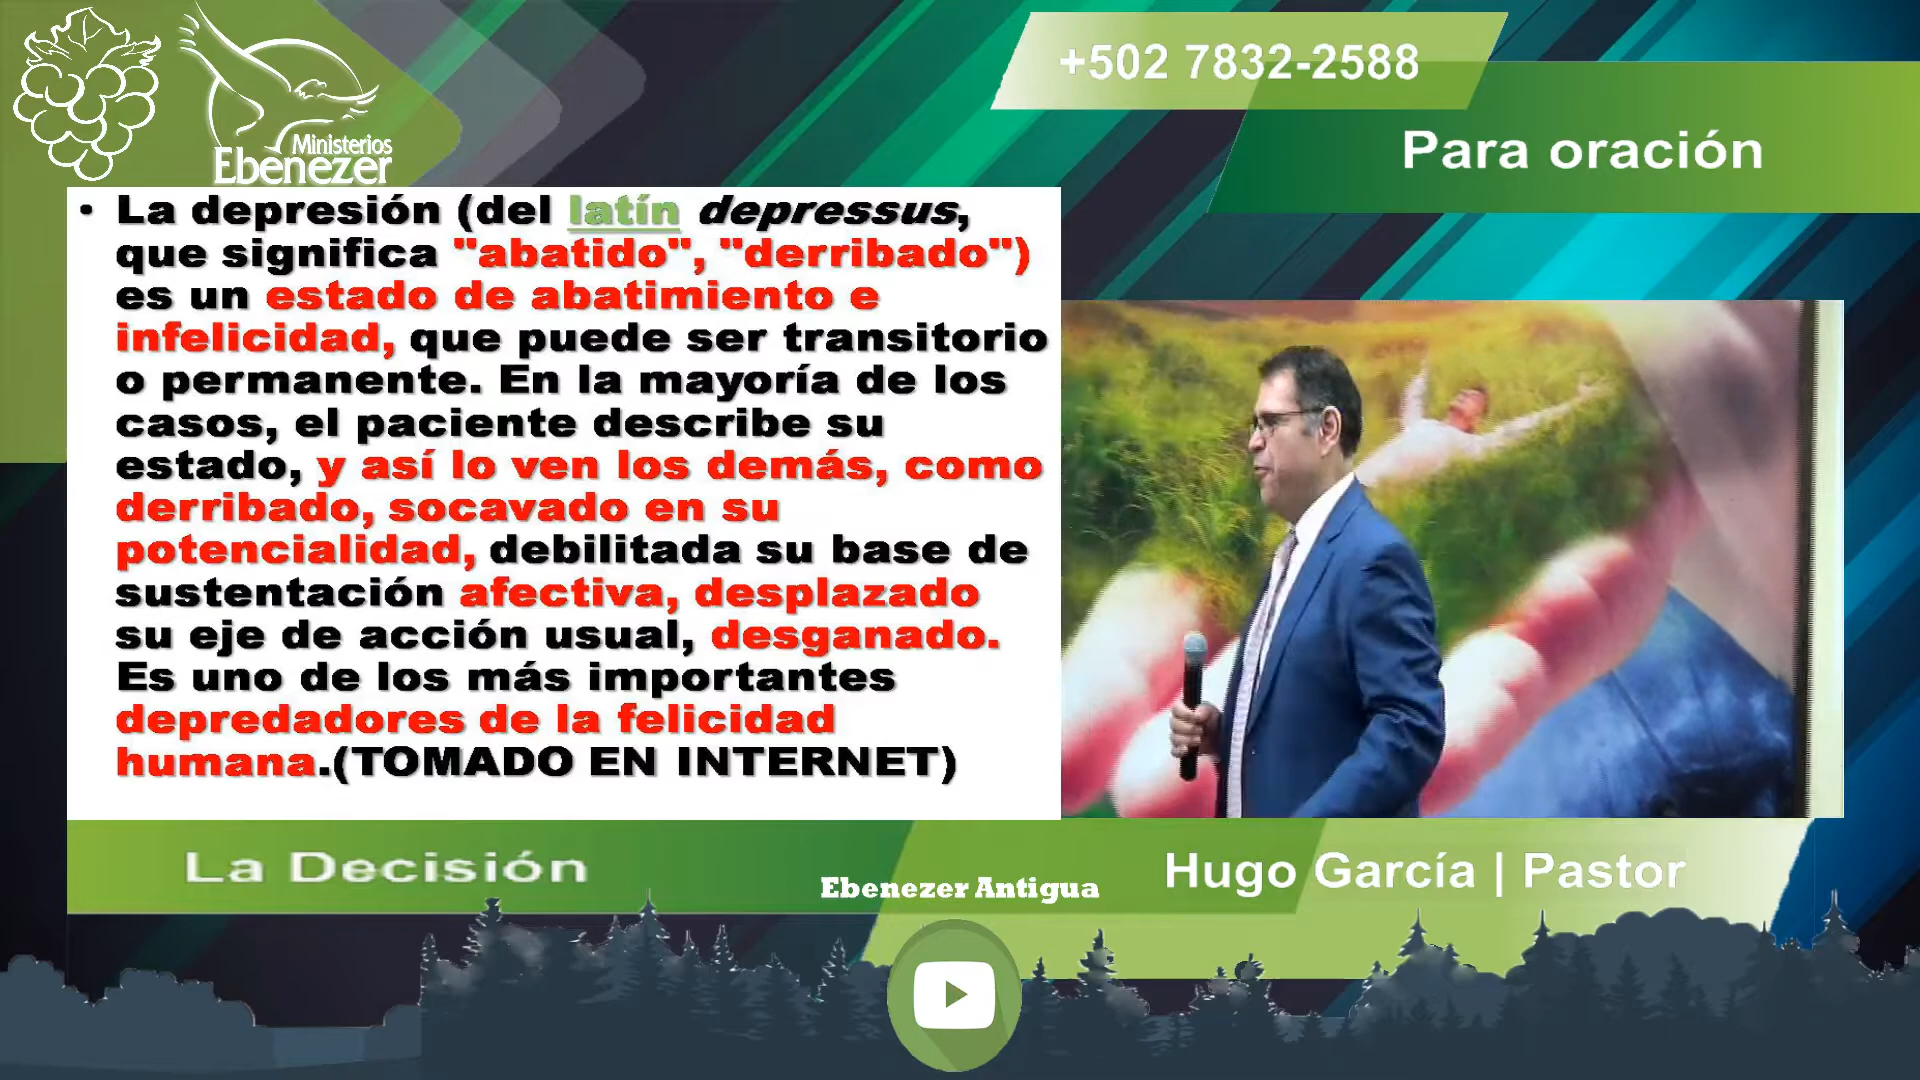 +502 7832-2588
Para oración
Ministerios
Ebenezer
• La depresión (del latín depressus,
que significa "abatido", "derribado")
es un estado de abatimiento e
infelicidad, que puede ser transitorio
o permanente. En la mayoría de los
casos, el paciente describe su
estado, y así lo ven los demás, como
derribado, socavado en su
potencialidad, debilitada su base de
sustentación afectiva, desplazado
su eje de acción usual, desganado.
Es uno de los más importantes
depredadores de la felicidad
humana.(TOMADO EN INTERNET)
La Decisión
Ebenezer Antigua
Hugo García | Pastor